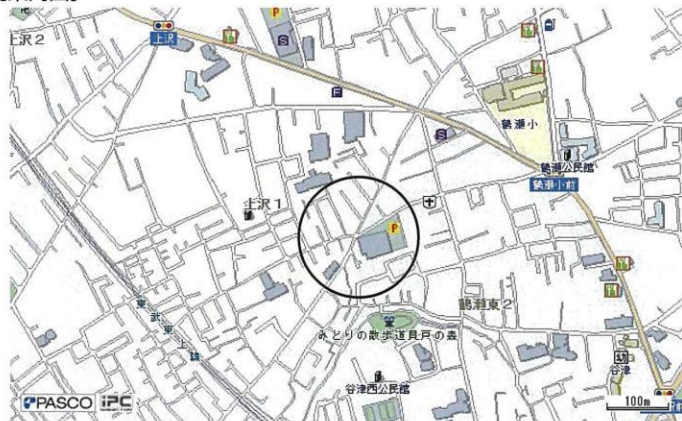 上沢2
上沢
P
S
F
鶴瀬小
S
鶴瀬公民館
鶴瀬小前
上沢1
P
鶴瀬東2
東武東上線
みどりの散歩道貝戸の森
谷津西公民館
幼
谷津
PASCO iPC
100m